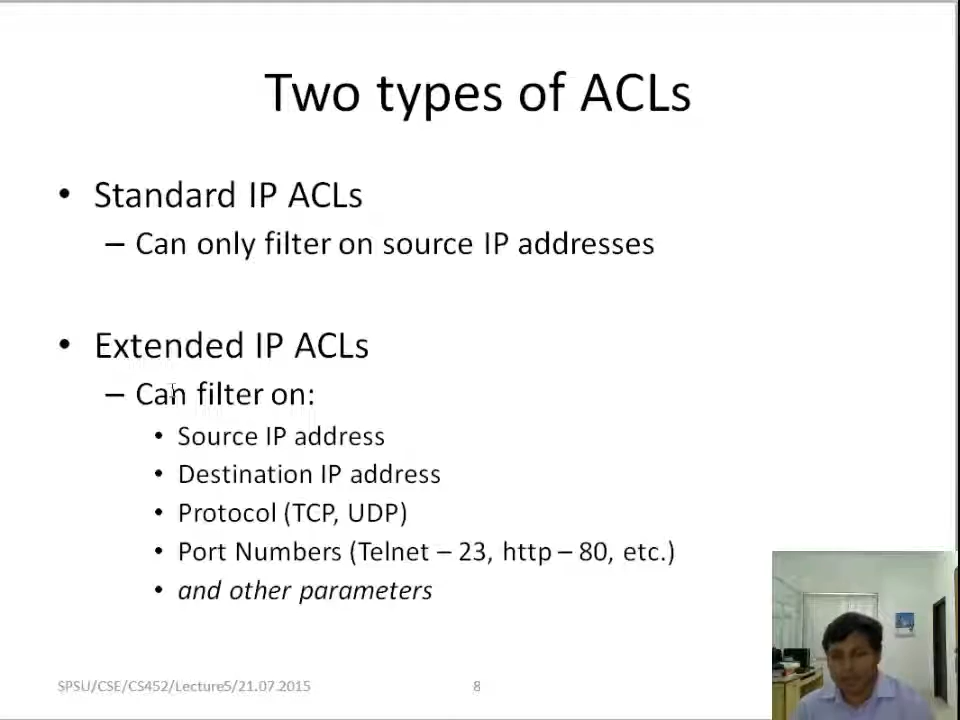 Two types of ACLs
• Standard IP ACLs
– Can only filter on source IP addresses
• Extended IP ACLs
– Can filter on:
• Source IP address
• Destination IP address
• Protocol (TCP, UDP)
• Port Numbers (Telnet – 23, http – 80, etc.)
• and other parameters
SPSU/CSE/CS452/Lecture5/21.07.2015
8